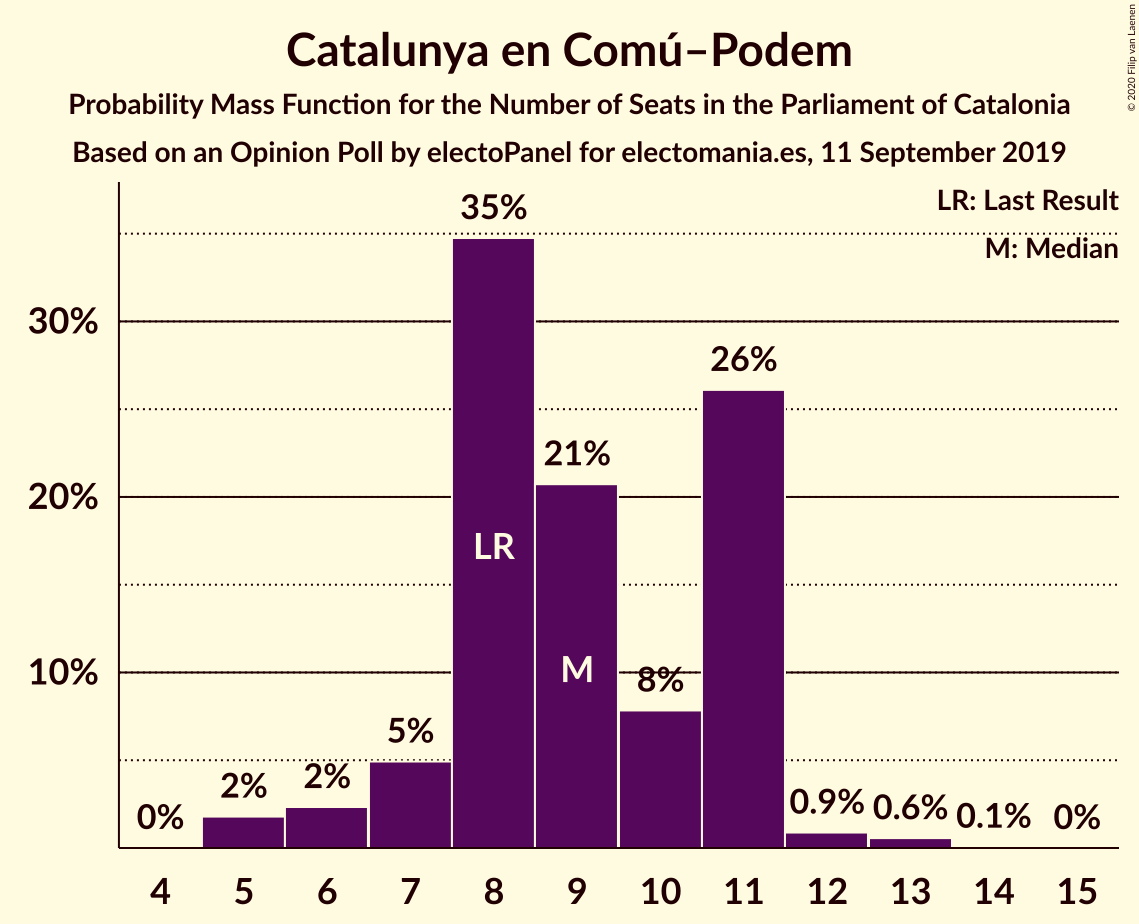 Catalunya en Comú–Podem
Probability Mass Function for the Number of Seats in the Parliament of Catalonia
Based on an Opinion Poll by electoPanel for electomania.es, 11 September 2019
© 2020 Filip van Laenen
LR: Last Result
M: Median
35%
30%
26%
21%
20%
LR
M
10%
8%
5%
2%
2%
0%
0.9%
0.6%
0.1%
0%
4 5 6 7 8 9 10 11 12 13 14 15